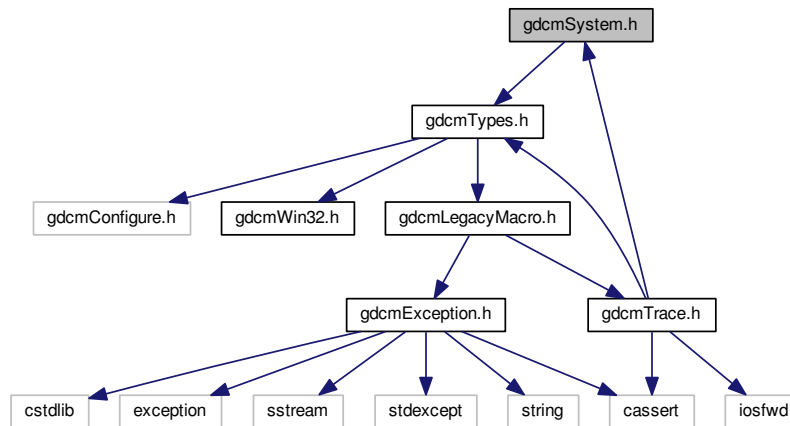 gdcmSystem.h
gdcmTypes.h
gdcmConfigure.h
gdcmWin32.h
gdcmLegacyMacro.h
gdcmException.h
gdcmTrace.h
cstdlib
exception
sstream
stdexcept
string
cassert
iosfwd